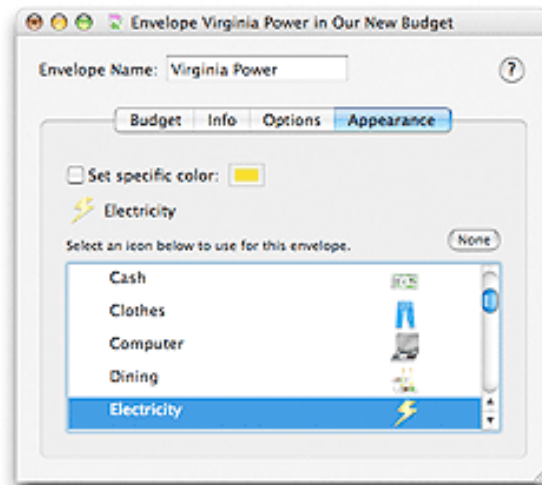 Envelope Virginia Power in Our New Budget
Envelope Name: Virginia Power ?
Budget Info Options Appearance
Set specific color:
Electricity
Select an icon below to use for this envelope. None
Cash
Clothes
Computer
Dining
Electricity